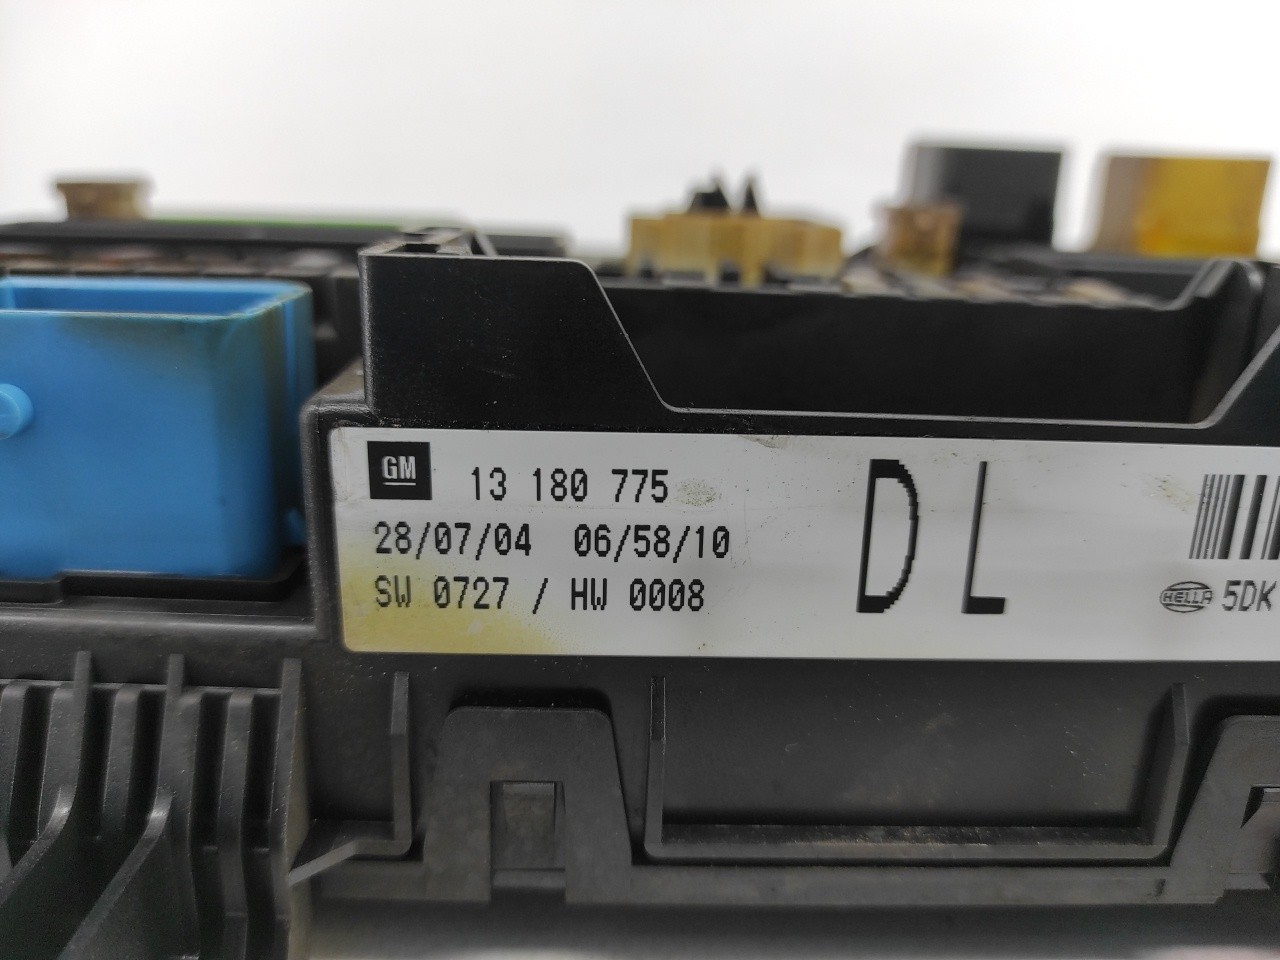 GM 13 180 775
28/07/04 06/58/10
SW 0727 / HW 0008
DL
HELLA 5DK